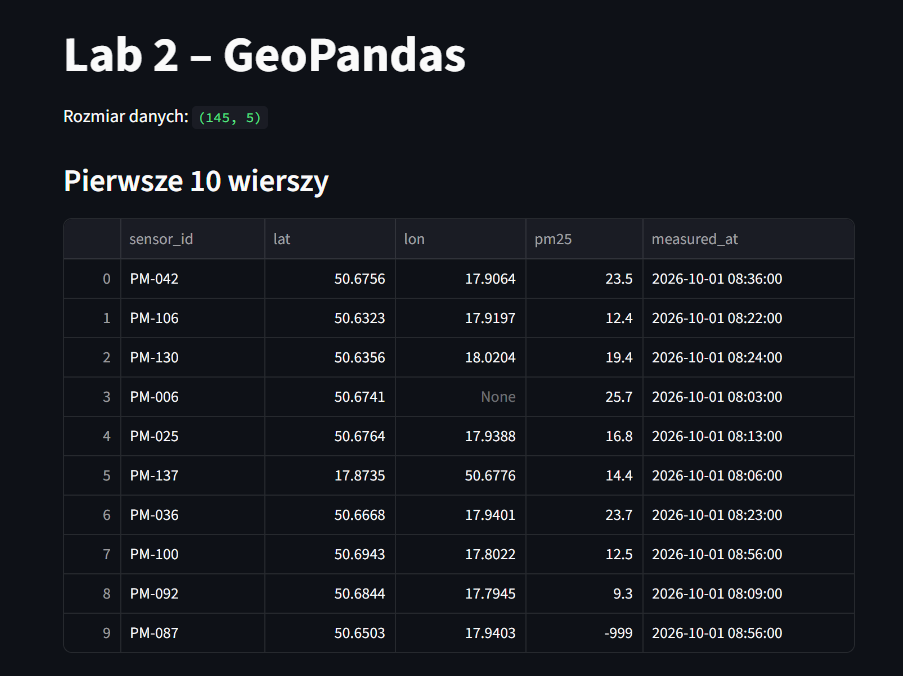 Lab 2 – GeoPandas
Rozmiar danych: (145, 5)
Pierwsze 10 wierszy
sensor_id lat lon pm25 measured_at
0 PM-042 50.6756 17.9064 23.5 2026-10-01 08:36:00
1 PM-106 50.6323 17.9197 12.4 2026-10-01 08:22:00
2 PM-130 50.6356 18.0204 19.4 2026-10-01 08:24:00
3 PM-006 50.6741 None 25.7 2026-10-01 08:03:00
4 PM-025 50.6764 17.9388 16.8 2026-10-01 08:13:00
5 PM-137 17.8735 50.6776 14.4 2026-10-01 08:06:00
6 PM-036 50.6668 17.9401 23.7 2026-10-01 08:23:00
7 PM-100 50.6943 17.8022 12.5 2026-10-01 08:56:00
8 PM-092 50.6844 17.7945 9.3 2026-10-01 08:09:00
9 PM-087 50.6503 17.9403 -999 2026-10-01 08:56:00